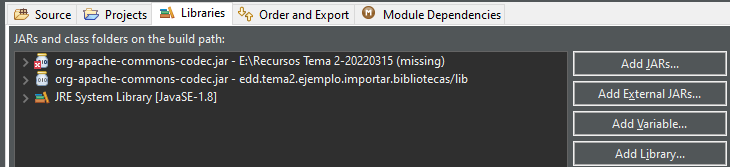 Source Projects Libraries Order and Export Module Dependencies
JARs and class folders on the build path:
org-apache-commons-codec.jar - E:\Recursos Tema 2-20220315 (missing)
org-apache-commons-codec.jar - edd.tema2.ejemplo.importar.bibliotecas/lib
JRE System Library [JavaSE-1.8]
Add JARs...
Add External JARs...
Add Variable...
Add Library...